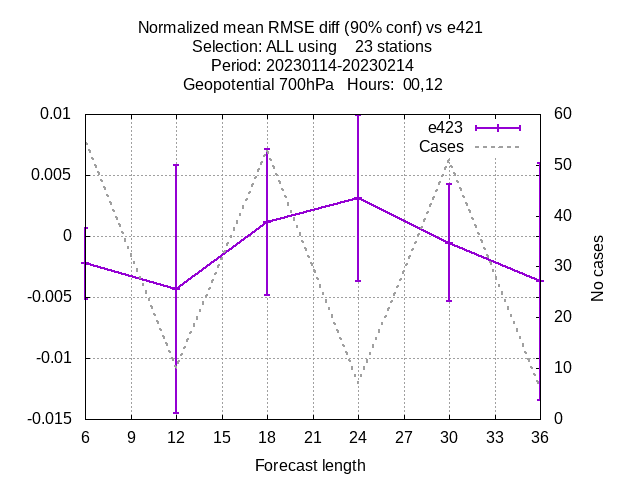 Normalized mean RMSE diff (90% conf) vs e421
Selection: ALL using    23 stations
Period: 20230114-20230214
Geopotential 700hPa   Hours:  00,12
0.01
0.005
0
-0.005
-0.01
-0.015
60
50
40
30
20
10
0
e423
Cases
No cases
6 9 12 15 18 21 24 27 30 33 36
Forecast length